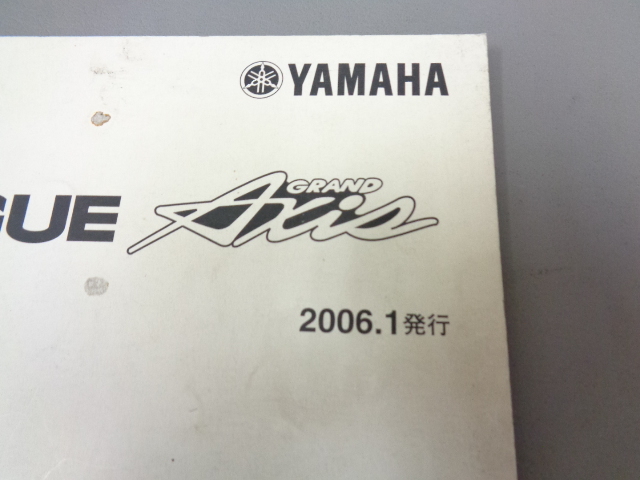 YAMAHA
GUE GRAND Axis
2006.1発行